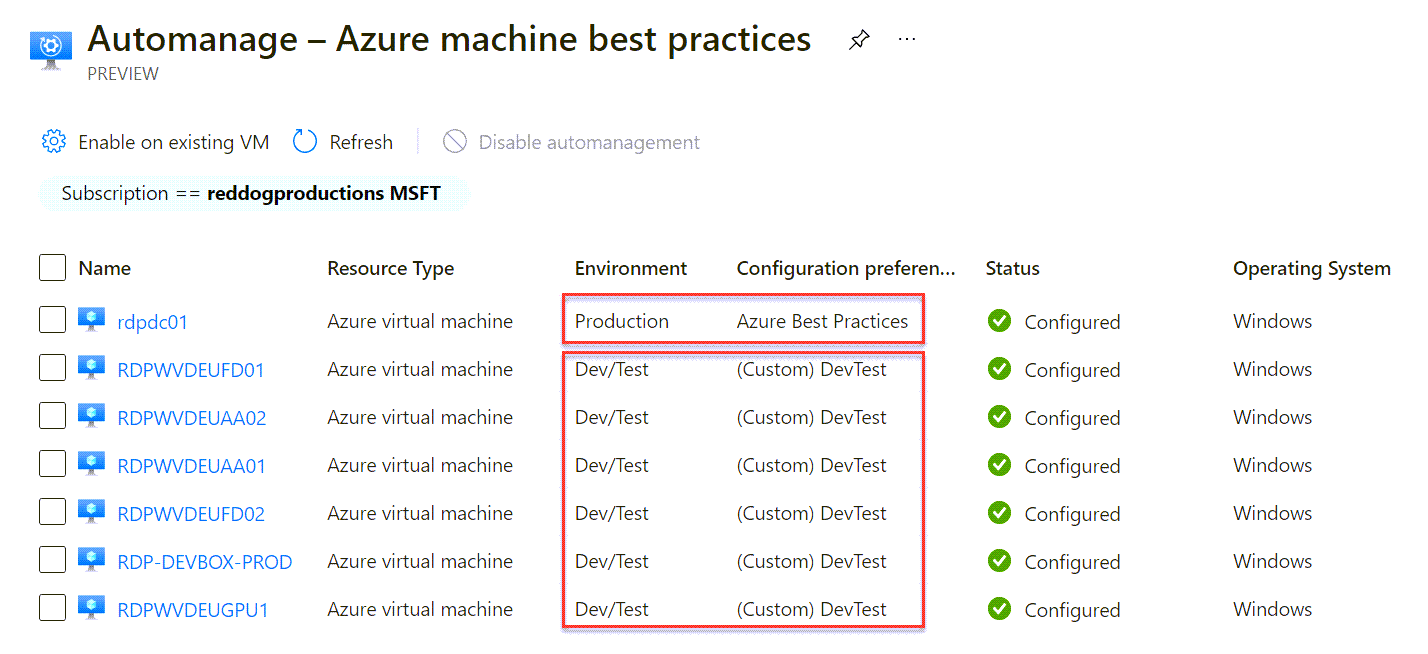 Automanage – Azure machine best practices ...
PREVIEW
Enable on existing VM Refresh Disable automanagement
Subscription == reddogproductions MSFT
Name Resource Type Environment Configuration preferen... Status Operating System
rdpdc01 Azure virtual machine Production Azure Best Practices Configured Windows
RDPWVDEUFD01 Azure virtual machine Dev/Test (Custom) DevTest Configured Windows
RDPWVDEUAA02 Azure virtual machine Dev/Test (Custom) DevTest Configured Windows
RDPWVDEUAA01 Azure virtual machine Dev/Test (Custom) DevTest Configured Windows
RDPWVDEUFD02 Azure virtual machine Dev/Test (Custom) DevTest Configured Windows
RDP-DEVBOX-PROD Azure virtual machine Dev/Test (Custom) DevTest Configured Windows
RDPWVDEUGPU1 Azure virtual machine Dev/Test (Custom) DevTest Configured Windows